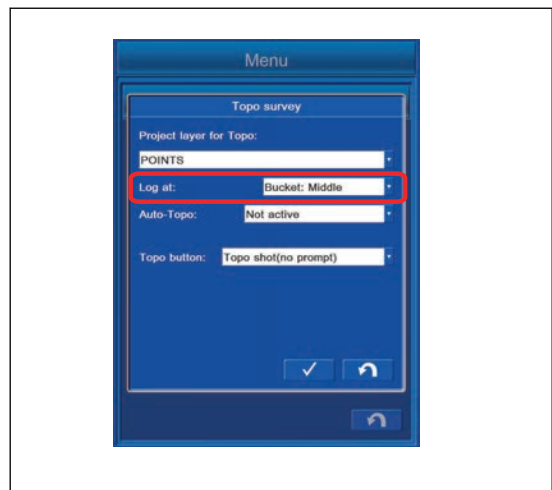 Menu
Topo survey
Project layer for Topo:
POINTS
Log at: Bucket: Middle
Auto-Topo: Not active
Topo button: Topo shot(no prompt)